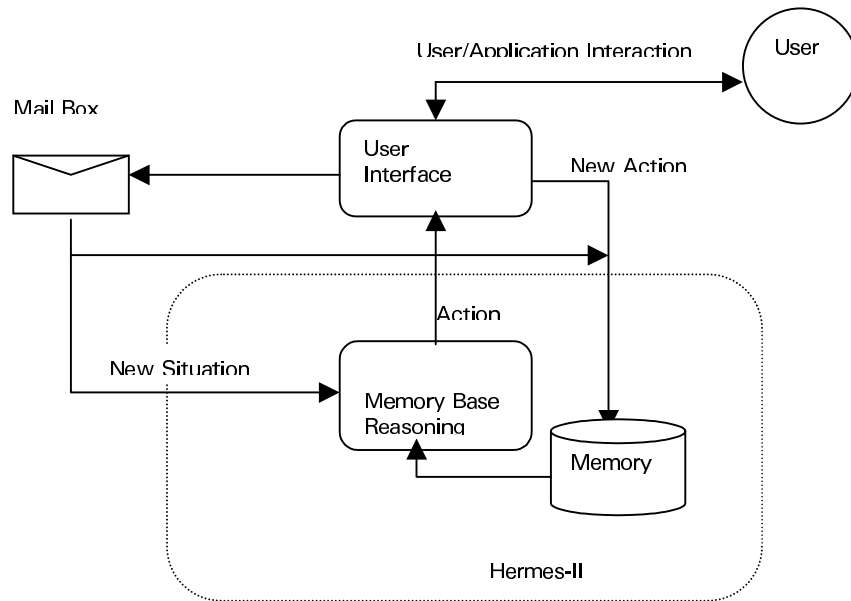 User/Application Interaction
User
Mail Box
User
Interface
New Action
Action
New Situation
Memory Base
Reasoning
Memory
Hermes-II